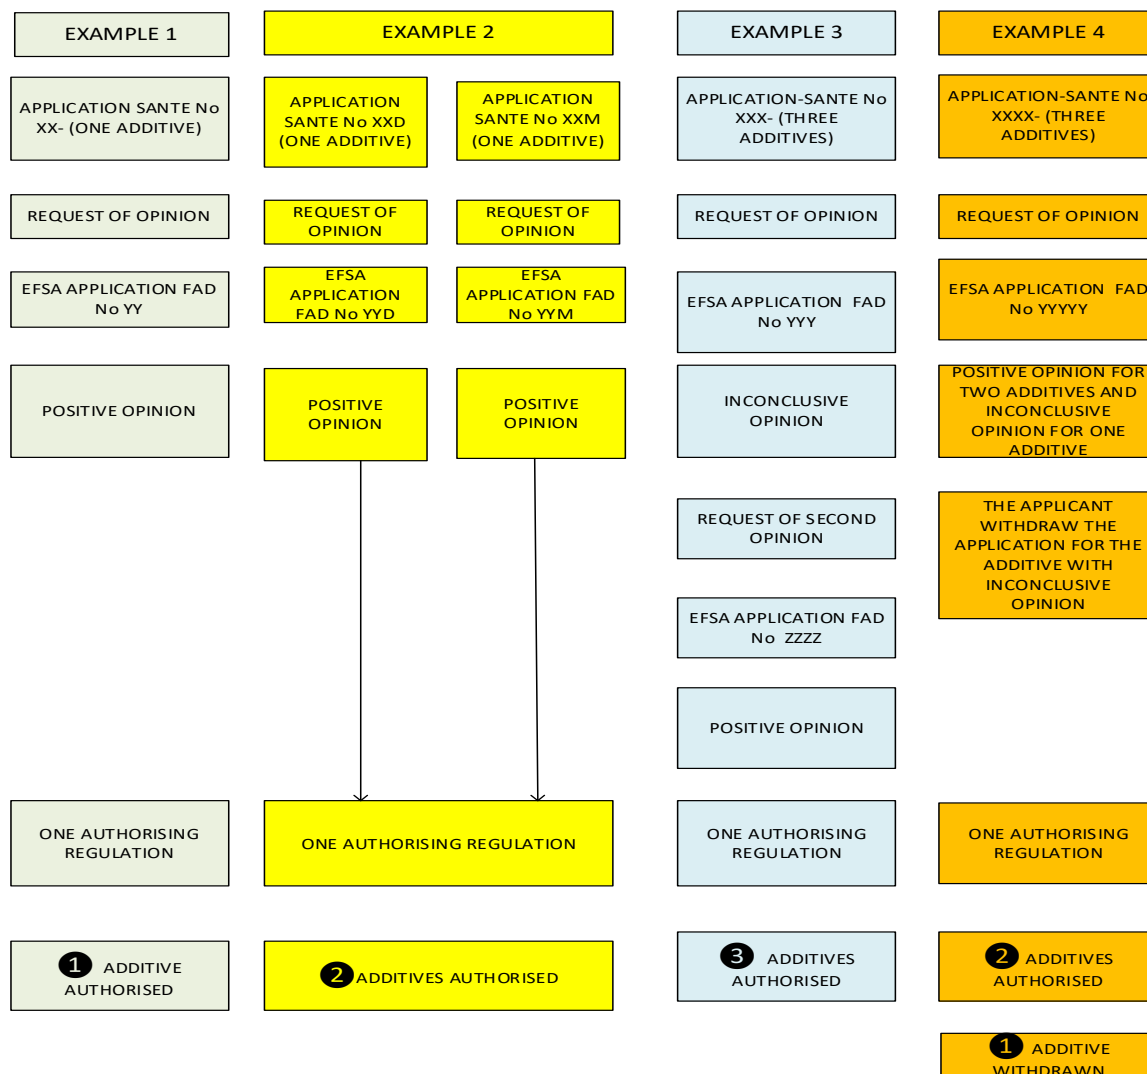 EXAMPLE 1
APPLICATION SANTE No
XX- (ONE ADDITIVE)
REQUEST OF OPINION
EFSA APPLICATION FAD
No YY
POSITIVE OPINION
ONE AUTHORISING
REGULATION
1 ADDITIVE
AUTHORISED
EXAMPLE 2
APPLICATION
SANTE No XXD
(ONE ADDITIVE)
REQUEST OF
OPINION
EFSA
APPLICATION
FAD No YYD
POSITIVE
OPINION
APPLICATION
SANTE No XXM
(ONE ADDITIVE)
REQUEST OF
OPINION
EFSA
APPLICATION FAD
No YYM
POSITIVE
OPINION
ONE AUTHORISING REGULATION
2 ADDITIVES AUTHORISED
EXAMPLE 3
APPLICATION-SANTE No
XXX- (THREE
ADDITIVES)
REQUEST OF OPINION
EFSA APPLICATION FAD
No YYY
INCONCLUSIVE
OPINION
REQUEST OF SECOND
OPINION
EFSA APPLICATION FAD
No ZZZZ
POSITIVE OPINION
ONE AUTHORISING
REGULATION
3 ADDITIVES
AUTHORISED
EXAMPLE 4
APPLICATION-SANTE No
XXXX- (THREE
ADDITIVES)
REQUEST OF OPINION
EFSA APPLICATION FAD
No YYYYY
POSITIVE OPINION FOR
TWO ADDITIVES AND
INCONCLUSIVE
OPINION FOR ONE
ADDITIVE
THE APPLICANT
WITHDRAW THE
APPLICATION FOR THE
ADDITIVE WITH
INCONCLUSIVE
OPINION
ONE AUTHORISING
REGULATION
2 ADDITIVES
AUTHORISED
1 ADDITIVE
WITHDRAWN